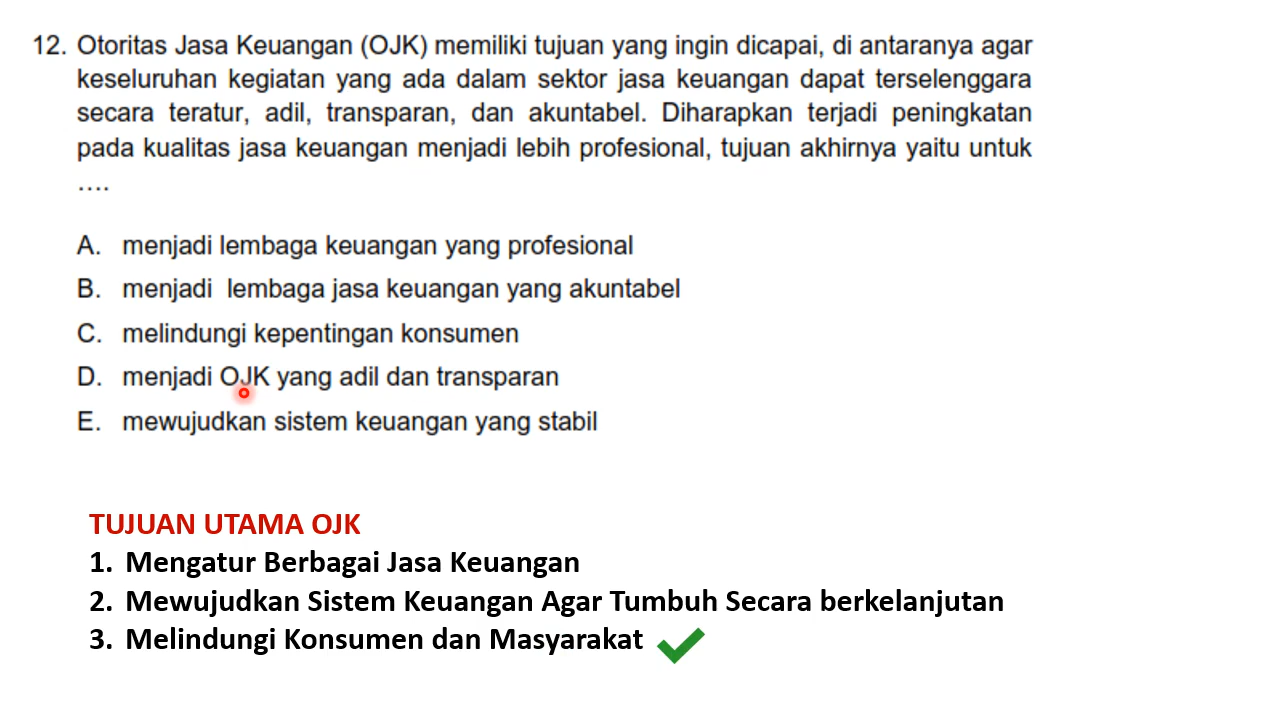 12. Otoritas Jasa Keuangan (OJK) memiliki tujuan yang ingin dicapai, di antaranya agar
keseluruhan kegiatan yang ada dalam sektor jasa keuangan dapat terselenggara
secara teratur, adil, transparan, dan akuntabel. Diharapkan terjadi peningkatan
pada kualitas jasa keuangan menjadi lebih profesional, tujuan akhirnya yaitu untuk
....
A. menjadi lembaga keuangan yang profesional
B. menjadi lembaga jasa keuangan yang akuntabel
C. melindungi kepentingan konsumen
D. menjadi OJK yang adil dan transparan
E. mewujudkan sistem keuangan yang stabil
TUJUAN UTAMA OJK
1. Mengatur Berbagai Jasa Keuangan
2. Mewujudkan Sistem Keuangan Agar Tumbuh Secara berkelanjutan
3. Melindungi Konsumen dan Masyarakat